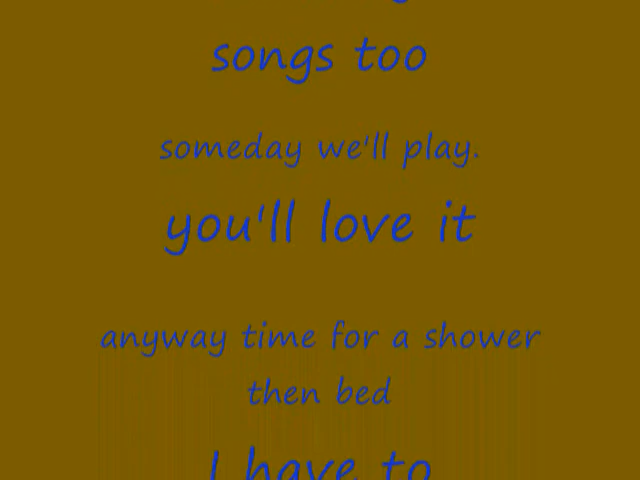 songs too
someday we'll play.
you'll love it
anyway time for a shower
then bed
I have to